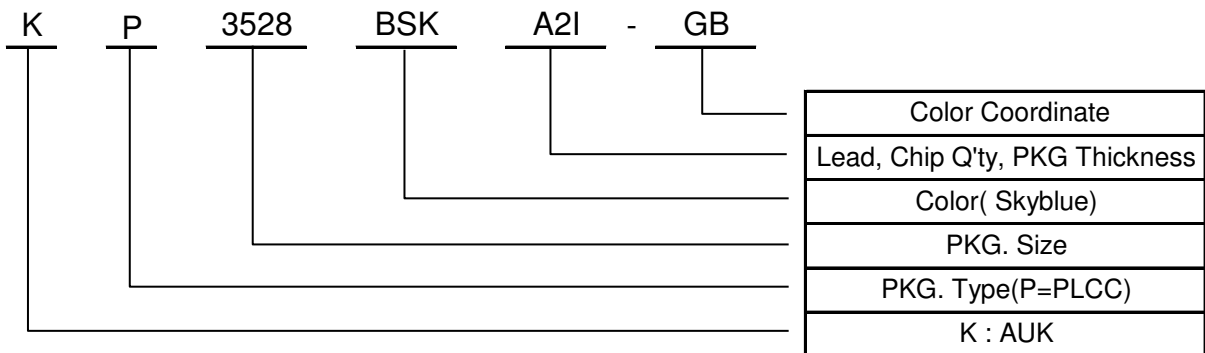 K P 3528 BSK A2I - GB
Color Coordinate
Lead, Chip Q'ty, PKG Thickness
Color( Skyblue)
PKG. Size
PKG. Type(P=PLCC)
K : AUK